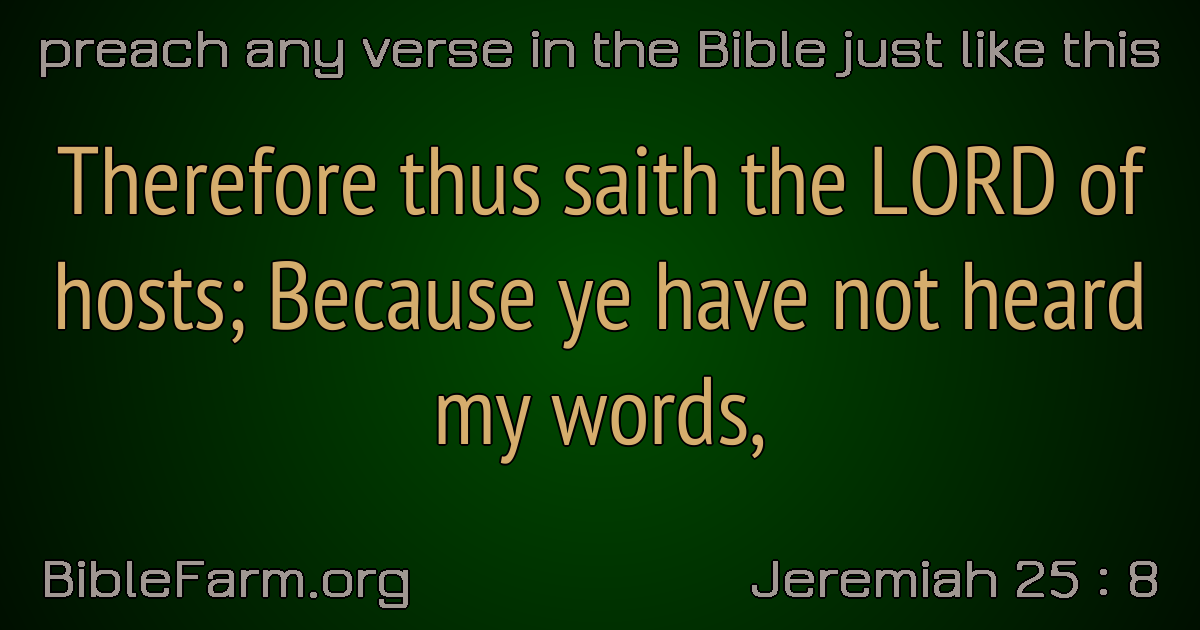 preach any verse in the Bible just like this
Therefore thus saith the LORD of
hosts; Because ye have not heard
my words,
BibleFarm.org
Jeremiah 25 : 8